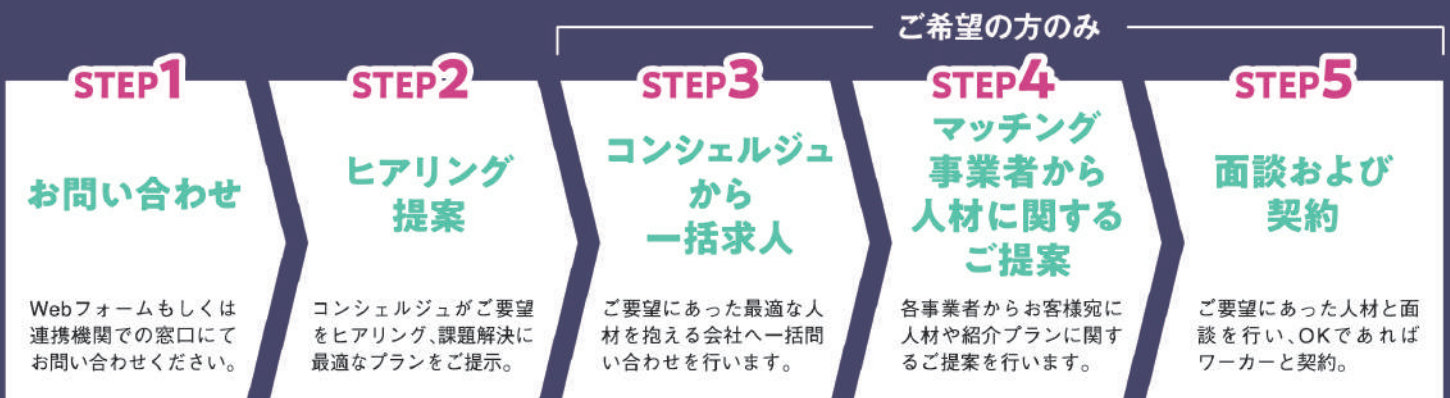 ご希望の方のみ
STEP1
お問い合わせ
Webフォームもしくは
連携機関での窓口にて
お問い合わせください。
STEP2
ヒアリング
提案
コンシェルジュがご要望
をヒアリング、課題解決に
最適なプランをご提示。
STEP3
コンシェルジュ
から
一括求人
ご要望にあった最適な人
材を抱える会社へ一括問
い合わせを行います。
STEP4
マッチング
事業者から
人材に関する
ご提案
各事業者からお客様宛に
人材や紹介プランに関す
るご提案を行います。
STEP5
面談および
契約
ご要望にあった人材と面
談を行い、OKであれば
ワーカーと契約。